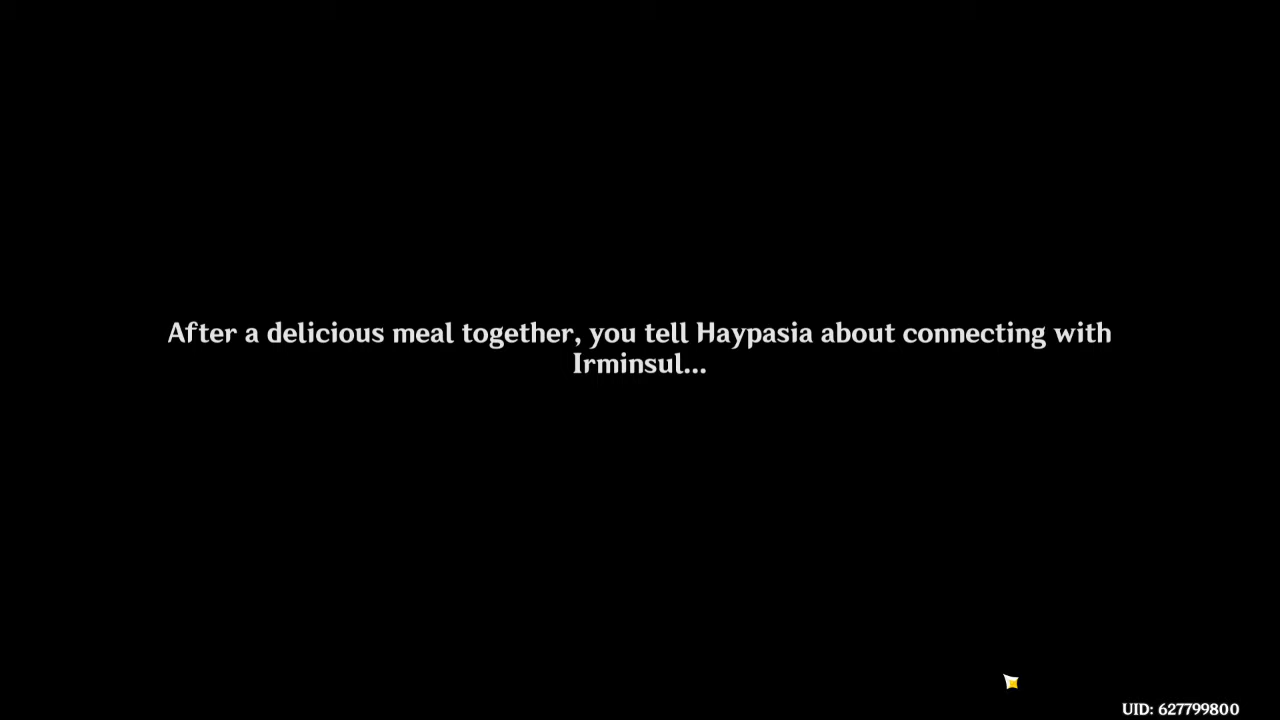 After a delicious meal together, you tell Haypasia about connecting with
Irminsul...
UID: 627799800